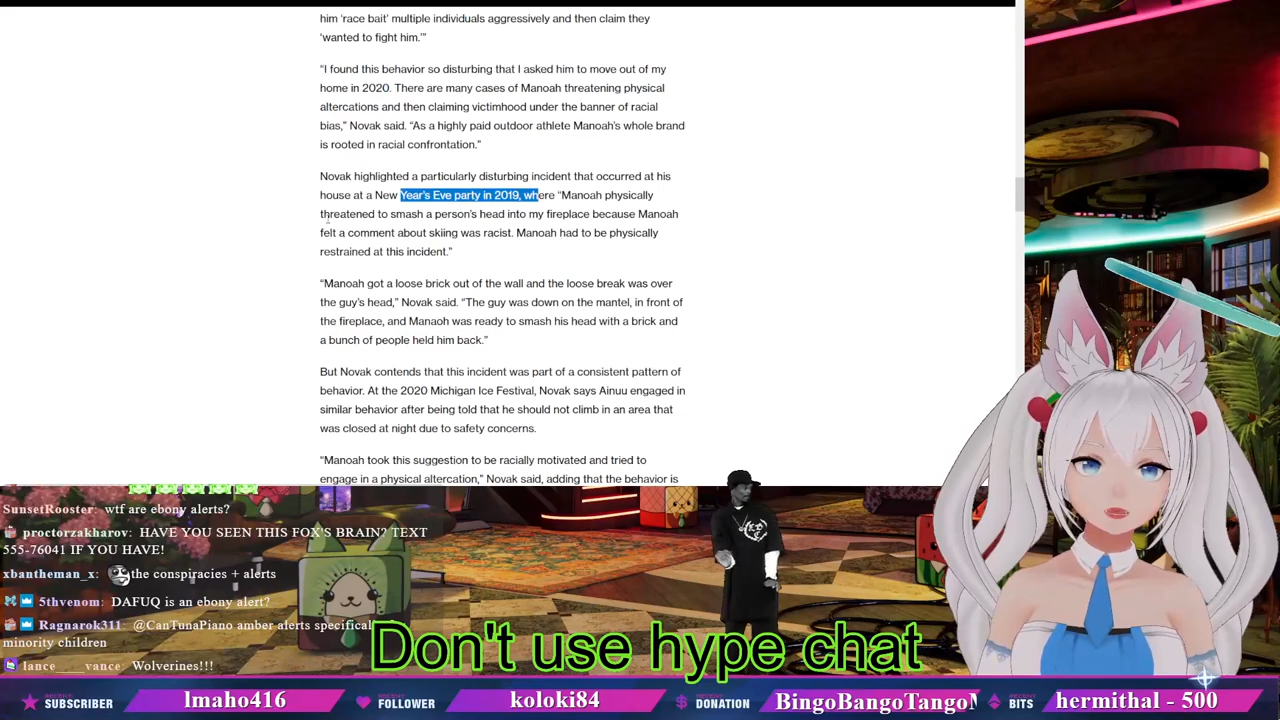 him ‘race bait’ multiple individuals aggressively and then claim they
‘wanted to fight him.’”
“I found this behavior so disturbing that I asked him to move out of my
home in 2020. There are many cases of Manoah threatening physical
altercations and then claiming victimhood under the banner of racial
bias,” Novak said. “As a highly paid outdoor athlete Manoah’s whole brand
is rooted in racial confrontation.”
Novak highlighted a particularly disturbing incident that occurred at his
house at a New Year’s Eve party in 2019, where “Manoah physically
threatened to smash a person’s head into my fireplace because Manoah
felt a comment about skiing was racist. Manoah had to be physically
restrained at this incident.”
“Manoah got a loose brick out of the wall and the loose break was over
the guy’s head,” Novak said. “The guy was down on the mantel, in front of
the fireplace, and Manaoh was ready to smash his head with a brick and
a bunch of people held him back.”
But Novak contends that this incident was part of a consistent pattern of
behavior. At the 2020 Michigan Ice Festival, Novak says Ainuu engaged in
similar behavior after being told that he should not climb in an area that
was closed at night due to safety concerns.
“Manoah took this suggestion to be racially motivated and tried to
engage in a physical altercation,” Novak said, adding that the behavior is
SunsetRooster: wtf are ebony alerts?
proctorzakharov: HAVE YOU SEEN THIS FOX'S BRAIN? TEXT
555-76041 IF YOU HAVE!
xbantheman_x: the conspiracies + alerts
5thvenom: DAFUQ is an ebony alert?
Ragnarok311: @CanTunaPiano amber alerts specifical
minority children
lance___vance: Wolverines!!!
Don't use hype chat
RECENT SUBSCRIBER lmaho416 RECENT FOLLOWER koloki84 RECENT DONATION BingoBangoTango RECENT BITS hermithal - 500